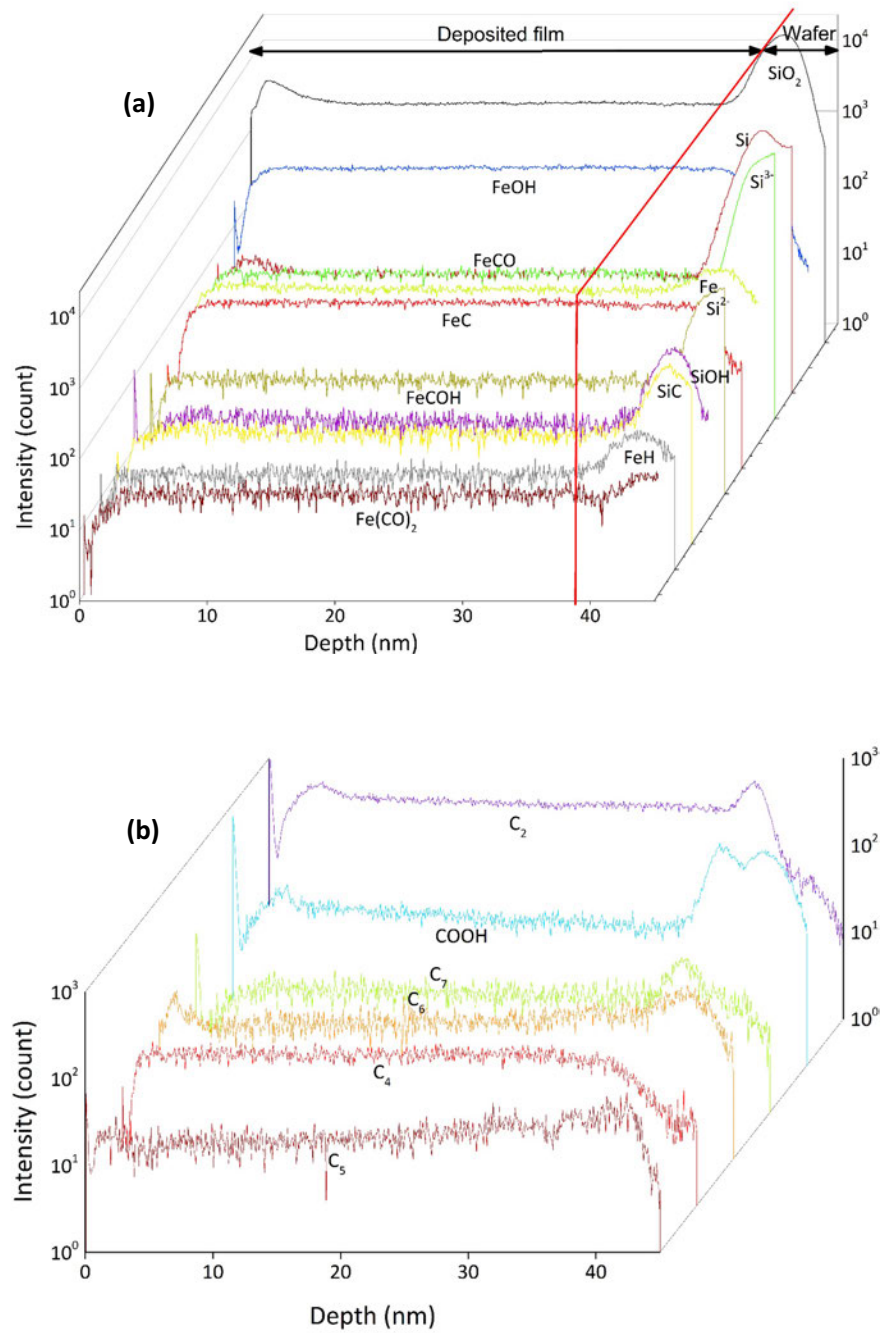 (a)
Deposited film
Wafer
10⁴
SiO₂
10³
Si
Si³⁻
10²
FeOH
10¹
FeCO
Fe
10⁰
Si²⁻
10⁴
FeC
10³
SiOH
FeCOH
SiC
10²
FeH
10¹
Fe(CO)₂
10⁰
Intensity (count)
0 10 20 30 40
Depth (nm)
(b)
10³
C₂
10²
COOH
10¹
C₇
C₆
10³
10⁰
C₄
10²
C₅
10¹
10⁰
Intensity (count)
0 10 20 30 40
Depth (nm)